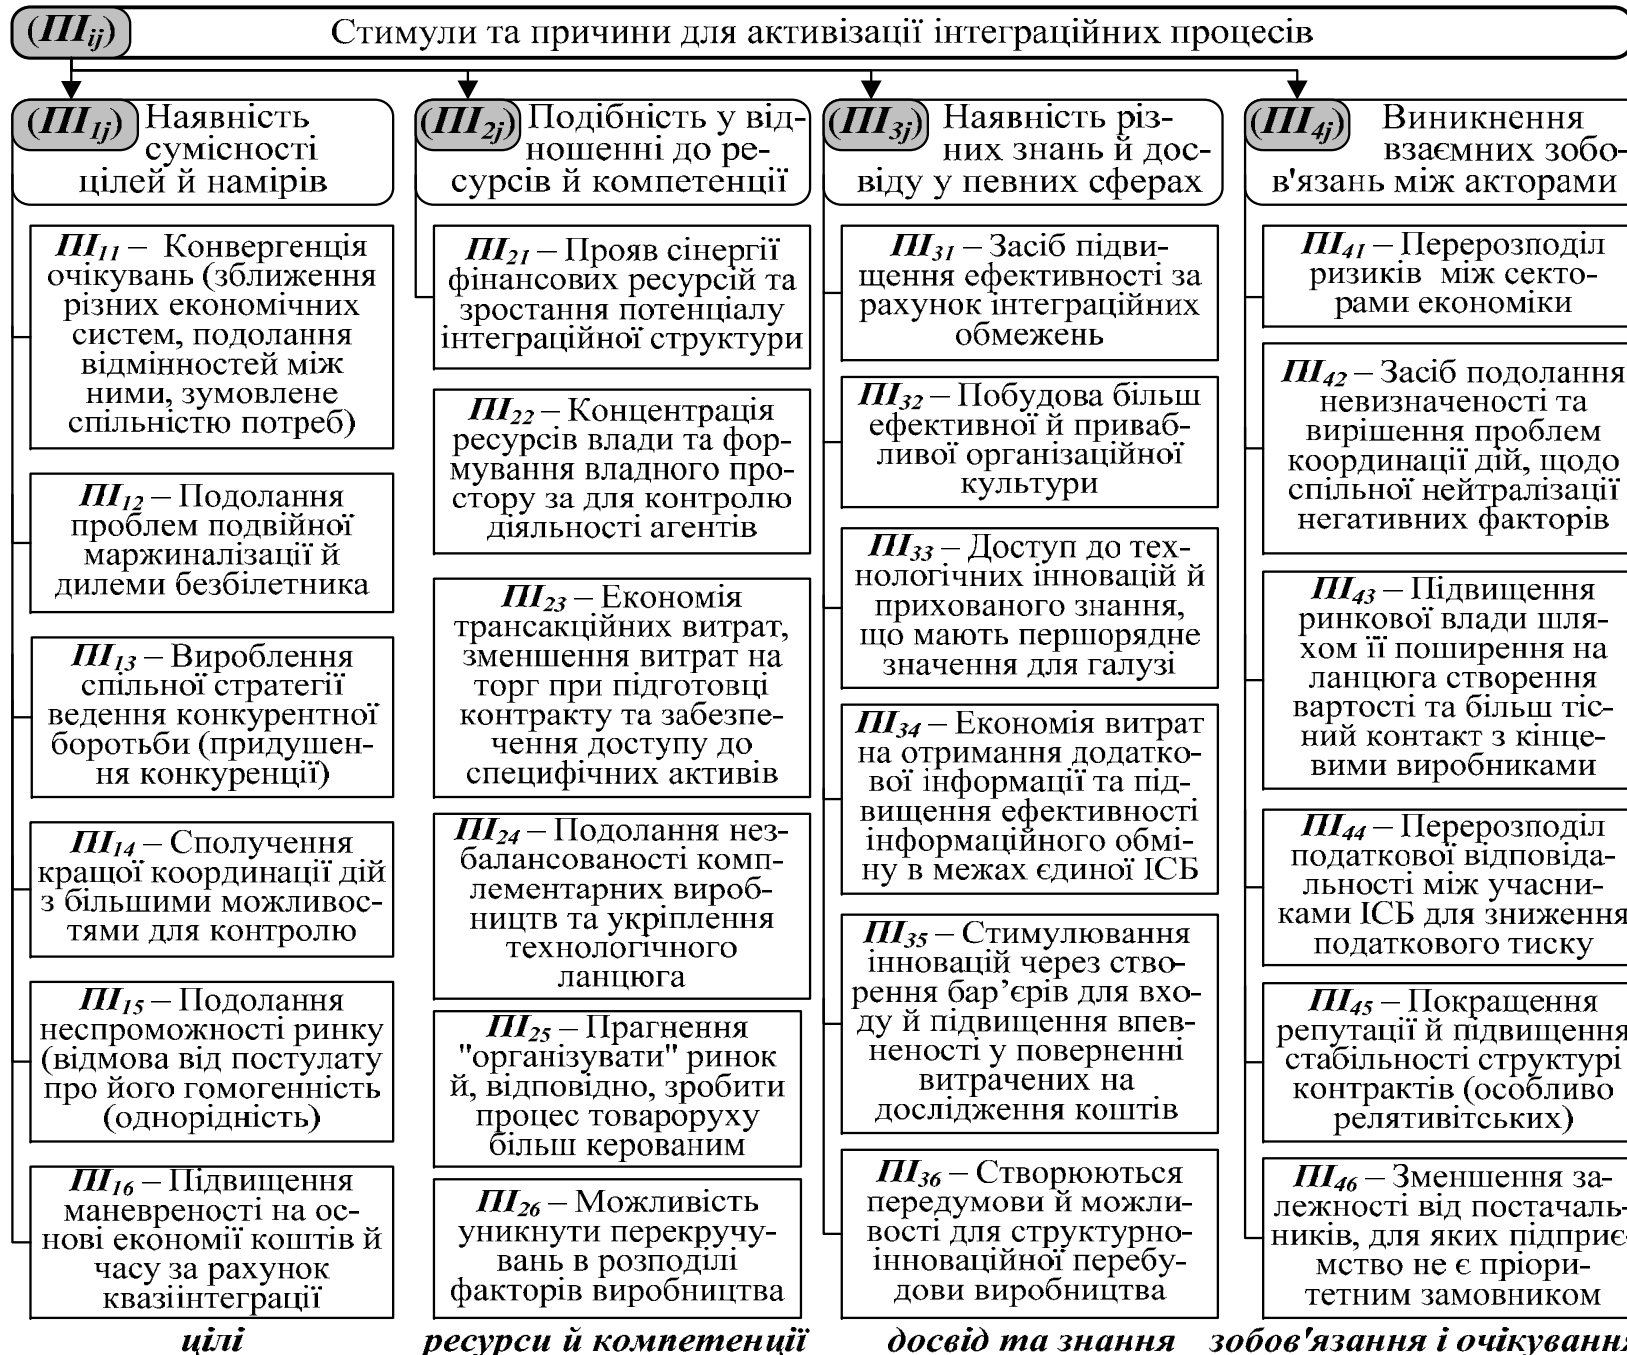 (ПІij) Стимули та причини для активізації інтеграційних процесів
(ПІ1j) Наявність
сумісності
цілей й намірів
ПІ11 – Конвергенція
очікувань (зближення
різних економічних
систем, подолання
відмінностей між
ними, зумовлене
спільністю потреб)
ПІ12 – Подолання
проблем подвійної
маржиналізації й
дилеми безбілетника
ПІ13 – Вироблення
спільної стратегії
ведення конкурентної
боротьби (придушен-
ня конкуренції)
ПІ14 – Сполучення
кращої координації дій
з більшими можливос-
тями для контролю
ПІ15 – Подолання
неспроможності ринку
(відмова від постулату
про його гомогенність
(однорідність)
ПІ16 – Підвищення
маневреності на ос-
нові економії коштів й
часу за рахунок
квазіінтеграції
цілі
(ПІ2j) Подібність у від-
ношенні до ре-
сурсів й компетенції
ПІ21 – Прояв сінергії
фінансових ресурсій та
зростання потенціалу
інтеграційної структури
ПІ22 – Концентрація
ресурсів влади та фор-
мування владного про-
стору за для контролю
діяльності агентів
ПІ23 – Економія
трансакційних витрат,
зменшення витрат на
торг при підготовці
контракту та забезпе-
чення доступу до
специфічних активів
ПІ24 – Подолання нез-
балансованості комп-
лементарних вироб-
ництв та укріплення
технологічного
ланцюга
ПІ25 – Прагнення
"організувати" ринок
й, відповідно, зробити
процес товароруху
більш керованим
ПІ26 – Можливість
уникнути перекручу-
вань в розподілі
факторів виробництва
ресурси й компетенції
(ПІ3j) Наявність різ-
них знань й дос-
віду у певних сферах
ПІ31 – Засіб підви-
щення ефективності за
рахунок інтеграційних
обмежень
ПІ32 – Побудова більш
ефективної й приваб-
ливої організаційної
культури
ПІ33 – Доступ до тех-
нологічних інновацій й
прихованого знання,
що мають першорядне
значення для галузі
ПІ34 – Економія витрат
на отримання додатко-
вої інформації та під-
вищення ефективності
інформаційного обмі-
ну в межах єдиної ІСБ
ПІ35 – Стимулювання
інновацій через ство-
рення бар’єрів для вхо-
ду й підвищення впев-
неності у поверненні
витрачених на
дослідження коштів
ПІ36 – Створюються
передумови й можли-
вості для структурно-
інноваційної перебу-
дови виробництва
досвід та знання
(ПІ4j) Виникнення
взаємних зобо-
в'язань між акторами
ПІ41 – Перерозподіл
ризиків між секто-
рами економіки
ПІ42 – Засіб подолання
невизначеності та
вирішення проблем
координації дій, щодо
спільної нейтралізації
негативних факторів
ПІ43 – Підвищення
ринкової влади шля-
хом її поширення на
ланцюга створення
вартості та більш тіс-
ний контакт з кінце-
вими виробниками
ПІ44 – Перерозподіл
податкової відповіда-
льності між учасни-
ками ІСБ для зниження
податкового тиску
ПІ45 – Покращення
репутації й підвищення
стабільності структурі
контрактів (особливо
релятивітських)
ПІ46 – Зменшення за-
лежності від постачаль-
ників, для яких підприє-
мство не є пріори-
тетним замовником
зобов'язання і очікування